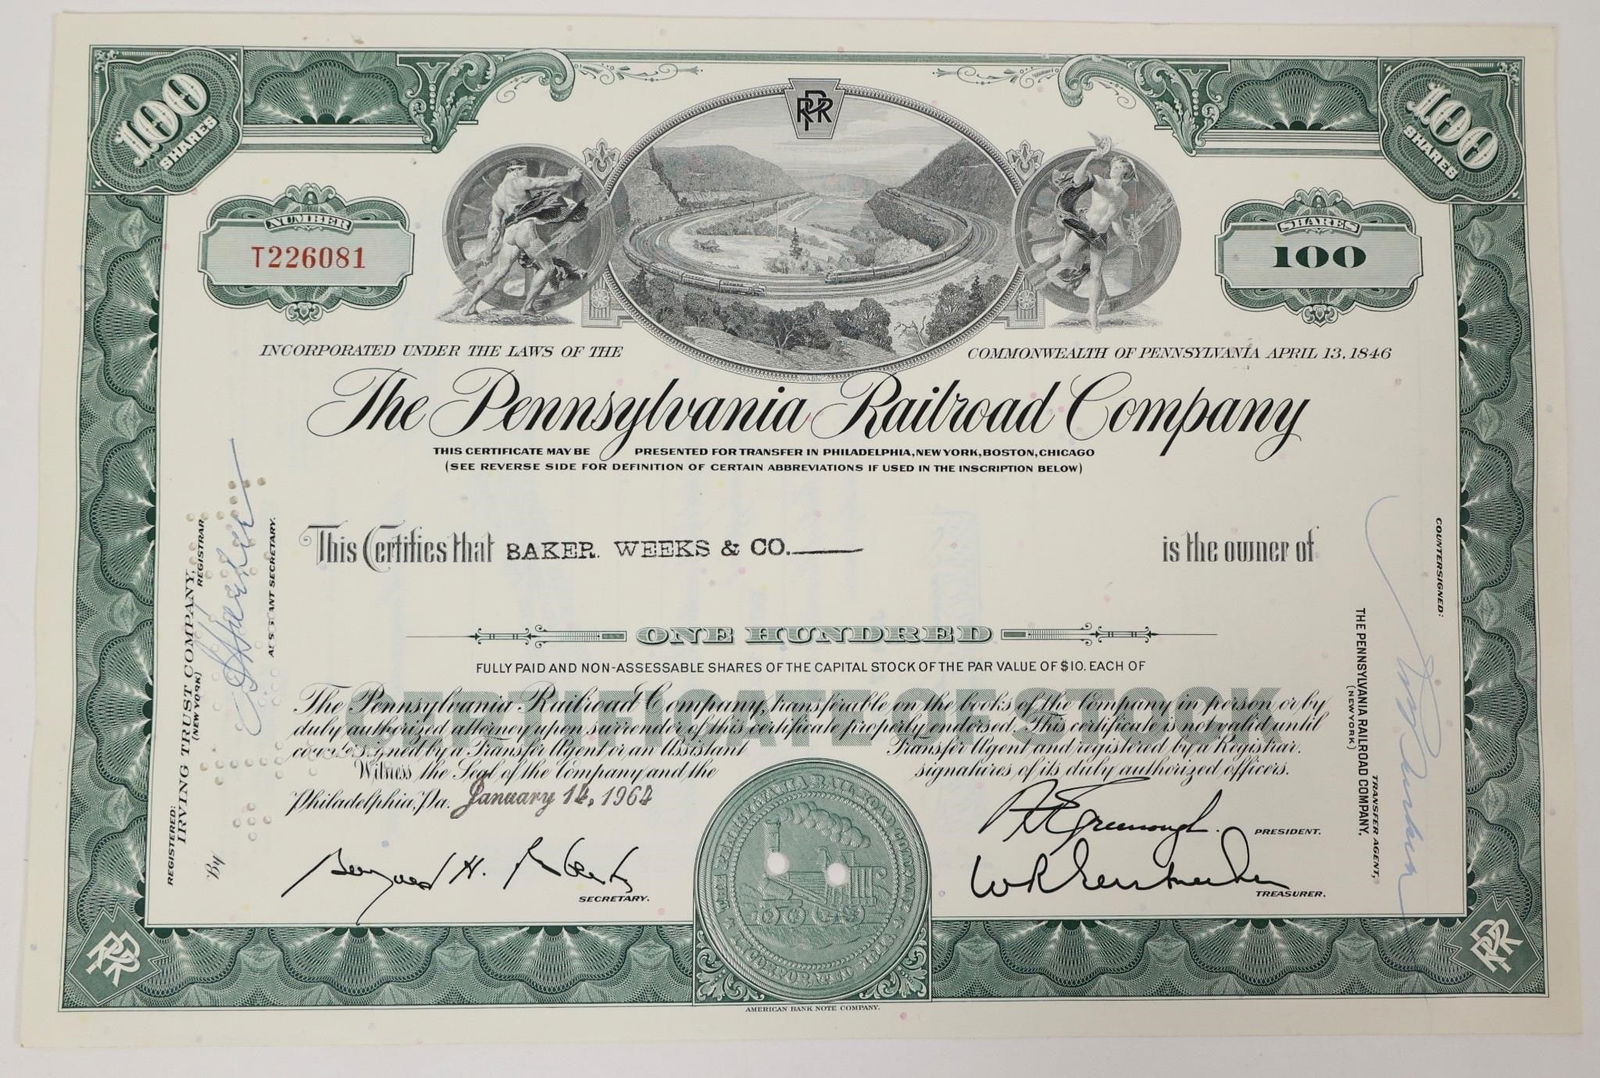 100 SHARES
PRR
100 SHARES
NUMBER
T226081
SHARES
100
INCORPORATED UNDER THE LAWS OF THE COMMONWEALTH OF PENNSYLVANIA APRIL 13, 1846
The Pennsylvania Railroad Company
THIS CERTIFICATE MAY BE PRESENTED FOR TRANSFER IN PHILADELPHIA, NEW YORK, BOSTON, CHICAGO
(SEE REVERSE SIDE FOR DEFINITION OF CERTAIN ABBREVIATIONS IF USED IN THE INSCRIPTION BELOW)
This Certifies that BAKER, WEEKS & CO. is the owner of
ONE HUNDRED
FULLY PAID AND NON-ASSESSABLE SHARES OF THE CAPITAL STOCK OF THE PAR VALUE OF $10. EACH OF
CERTIFICATE OF STOCK
The Pennsylvania Railroad Company, transferable on the books of the Company in person or by
duly authorized attorney upon surrender of this certificate properly endorsed. This certificate is not valid until
countersigned by a Transfer Agent or an Assistant Transfer Agent and registered by a Registrar.
Witness the Seal of the Company and the signatures of its duly authorized officers.
Philadelphia, Pa. January 14, 1964
PRESIDENT.
SECRETARY.
TREASURER.
REGISTERED:
IRVING TRUST COMPANY,
(NEW YORK)
REGISTRAR
By
ASSISTANT SECRETARY.
COUNTERSIGNED:
THE PENNSYLVANIA RAILROAD COMPANY,
(NEW YORK)
TRANSFER AGENT,
PRR
PRR
AMERICAN BANK NOTE COMPANY.